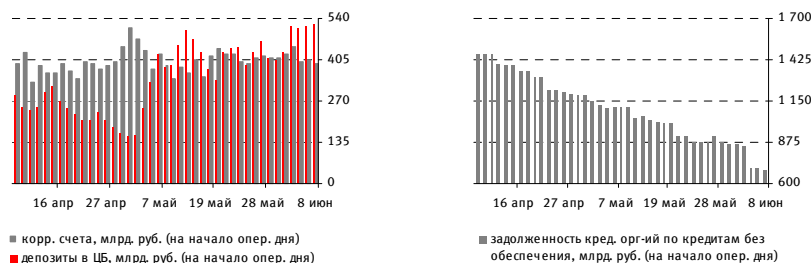 540
405
270
135
0
16 апр 27 апр 7 май 19 май 28 май 8 июн
корр. счета, млрд. руб. (на начало опер. дня)
депозиты в ЦБ, млрд. руб. (на начало опер. дня)
1 700
1 425
1 150
875
600
16 апр 27 апр 7 май 19 май 28 май 8 июн
задолженность кред. орг-ий по кредитам без
обеспечения, млрд. руб. (на начало опер. дня)